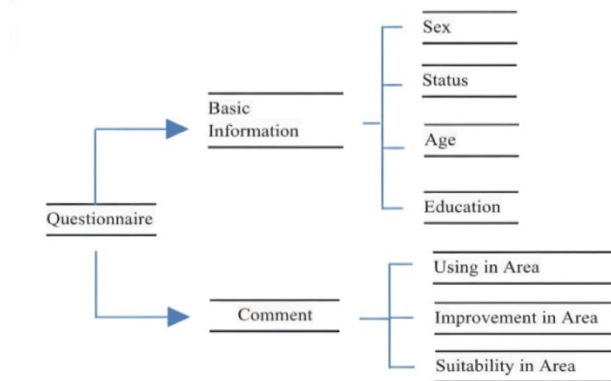 Sex
Status
Basic
Information
Age
Education
Questionnaire
Using in Area
Comment
Improvement in Area
Suitability in Area